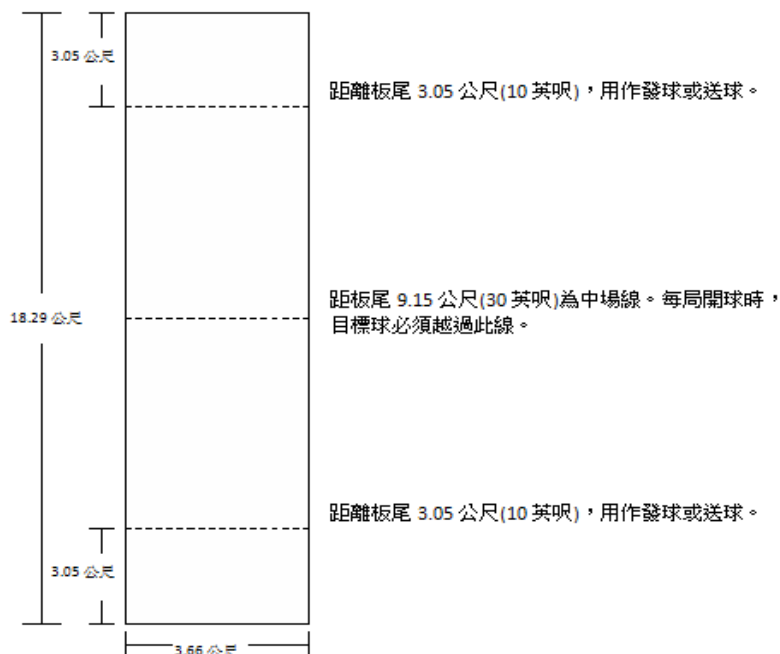 3.05 公尺
距離板尾 3.05 公尺(10 英呎)，用作發球或送球。
18.29 公尺
距板尾 9.15 公尺(30 英呎)為中場線。每局開球時，
目標球必須越過此線。
距離板尾 3.05 公尺(10 英呎)，用作發球或送球。
3.05 公尺
3.66 公尺